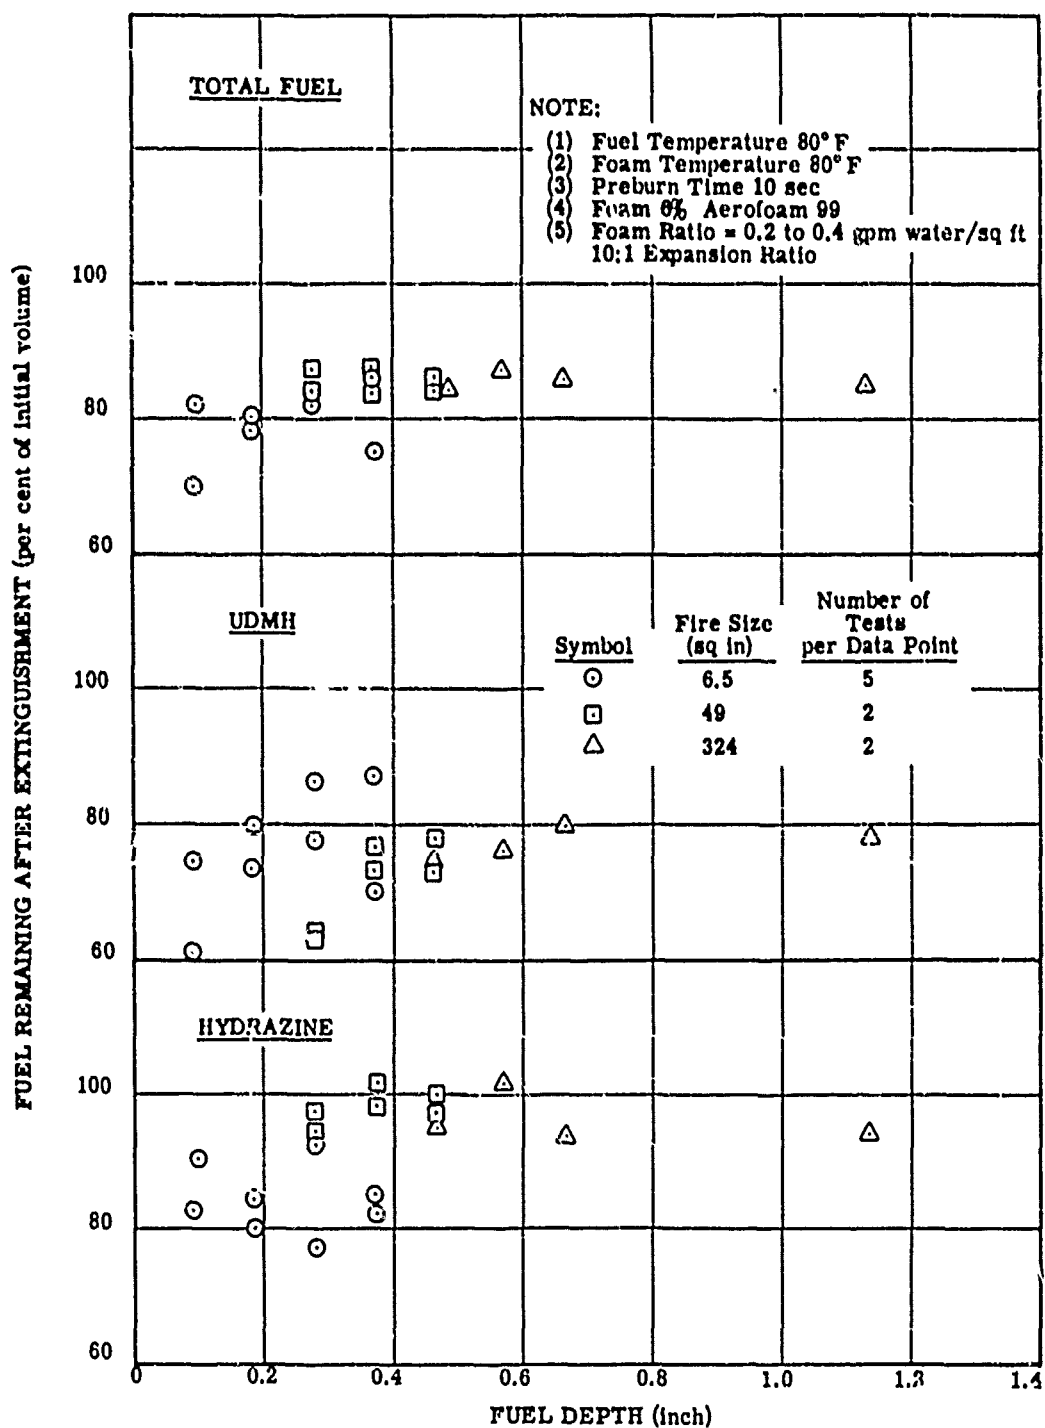 TOTAL FUEL
NOTE:
(1) Fuel Temperature 80° F
(2) Foam Temperature 80° F
(3) Preburn Time 10 sec
(4) Foam 6% Aerofoam 99
(5) Foam Ratio = 0.2 to 0.4 gpm water/sq ft
10:1 Expansion Ratio
100
80
60
UDMH
Symbol Fire Size (sq in) Number of Tests per Data Point
6.5 5
49 2
324 2
100
80
60
HYDRAZINE
100
80
60
0 0.2 0.4 0.6 0.8 1.0 1.2 1.4
FUEL DEPTH (inch)
FUEL REMAINING AFTER EXTINGUISHMENT (per cent of initial volume)